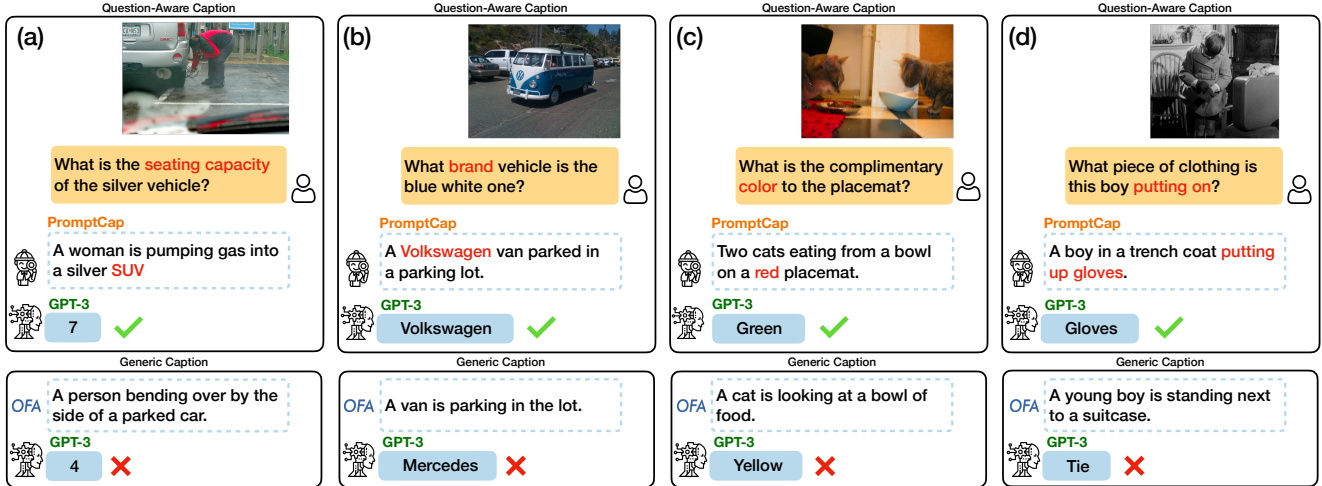 Question-Aware Caption
(a)
What is the seating capacity
of the silver vehicle?
PromptCap
A woman is pumping gas into
a silver SUV
GPT-3
7
Generic Caption
OFA
A person bending over by the
side of a parked car.
GPT-3
4
Question-Aware Caption
(b)
What brand vehicle is the
blue white one?
PromptCap
A Volkswagen van parked in
a parking lot.
GPT-3
Volkswagen
Generic Caption
OFA
A van is parking in the lot.
GPT-3
Mercedes
Question-Aware Caption
(c)
What is the complimentary
color to the placemat?
PromptCap
Two cats eating from a bowl
on a red placemat.
GPT-3
Green
Generic Caption
OFA
A cat is looking at a bowl of
food.
GPT-3
Yellow
Question-Aware Caption
(d)
What piece of clothing is
this boy putting on?
PromptCap
A boy in a trench coat putting
up gloves.
GPT-3
Gloves
Generic Caption
OFA
A young boy is standing next
to a suitcase.
GPT-3
Tie